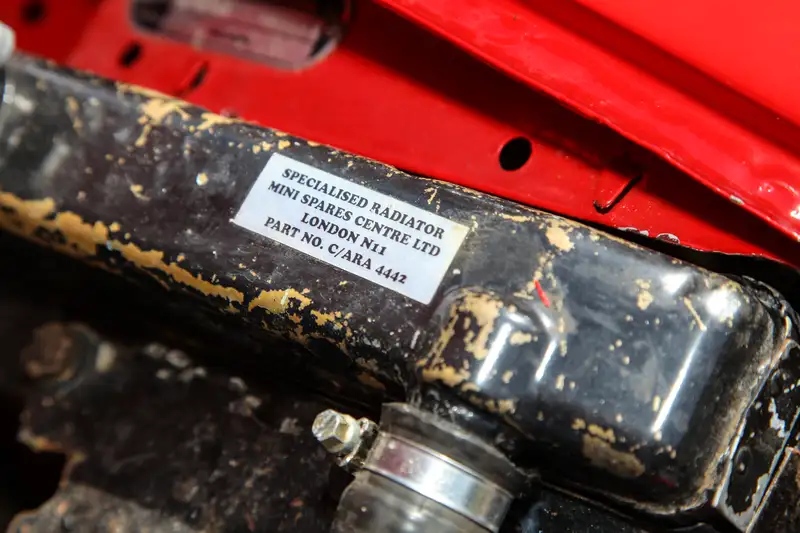 SPECIALISED RADIATOR
MINI SPARES CENTRE LTD
LONDON N11
PART NO. C/ARA 4442